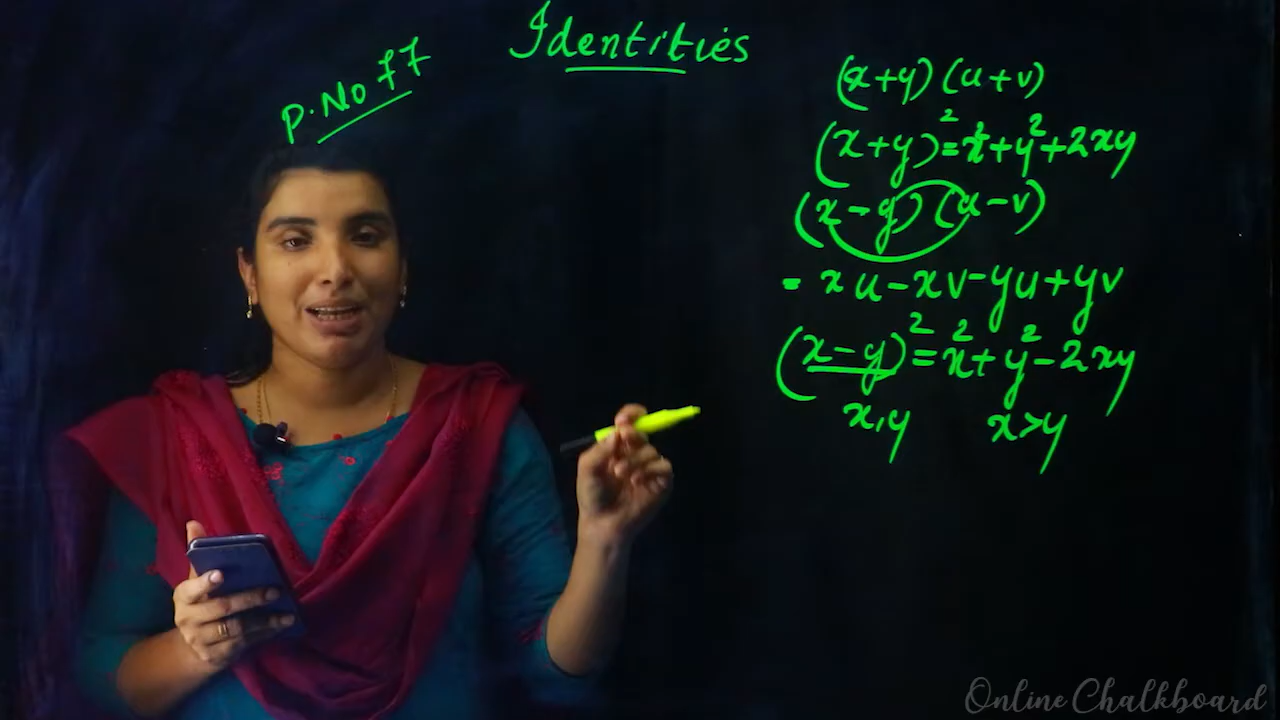 Identities
P.No 77
(x+y) (u+v)
(x+y)² = x²+y²+2xy
(x-y) (u-v)
= xu-xv-yu+yv
(x-y)² = x²+y²-2xy
x,y x>y
Online Chalkboard